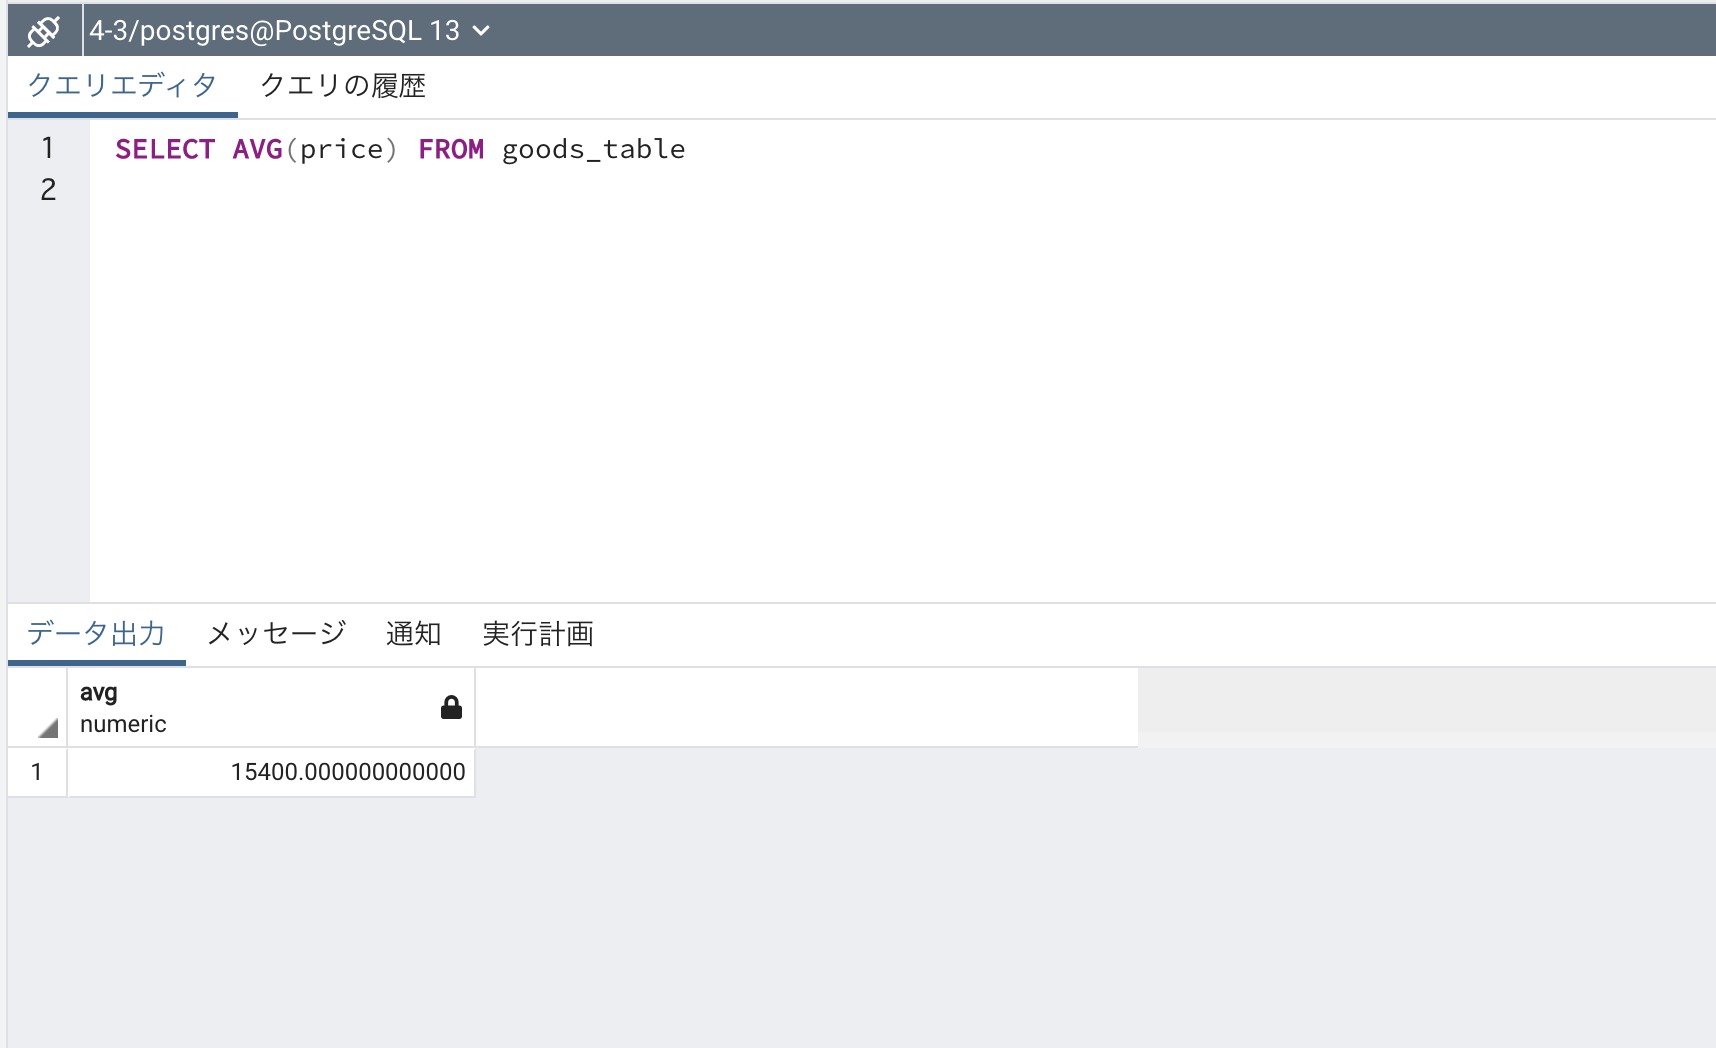 4-3/postgres@PostgreSQL 13
クエリエディタ クエリの履歴
1 SELECT AVG(price) FROM goods_table
2
データ出力 メッセージ 通知 実行計画
avg
numeric
1 15400.000000000000